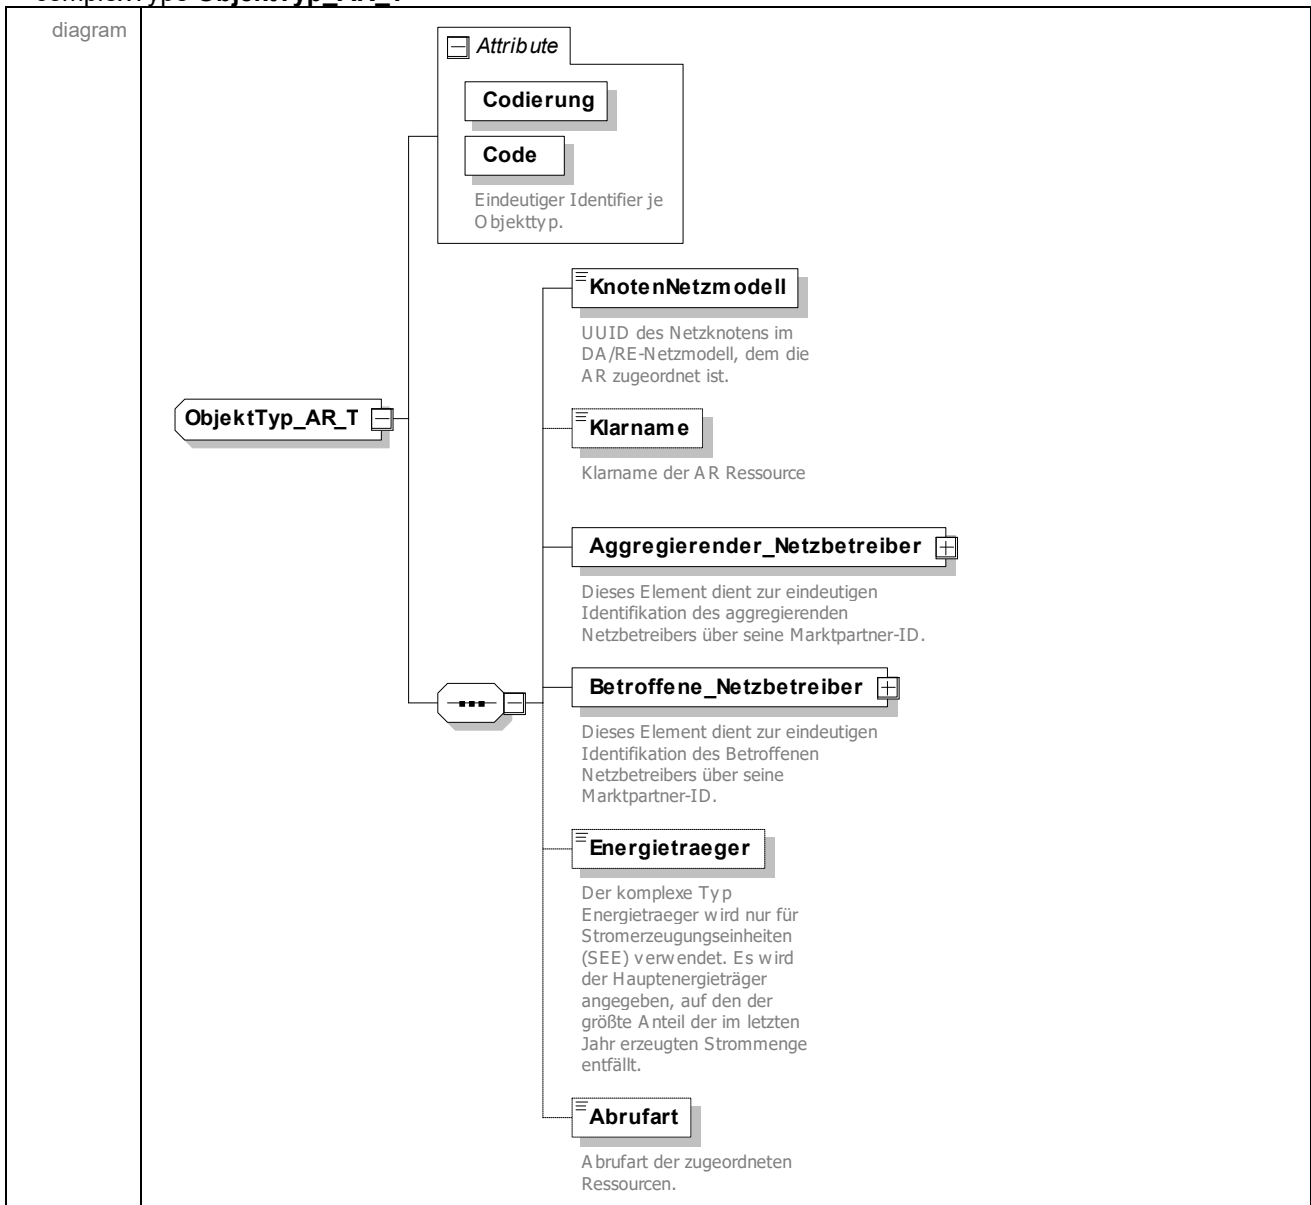 complexType ObjektTyp_AR_T
diagram
Attribute
Codierung
Code
Eindeutiger Identifier je
Objekttyp.
KnotenNetzmodell
UUID des Netzknotens im
DA/RE-Netzmodell, dem die
AR zugeordnet ist.
ObjektTyp_AR_T
Klarname
Klarname der AR Ressource
Aggregierender_Netzbetreiber
Dieses Element dient zur eindeutigen
Identifikation des aggregierenden
Netzbetreibers über seine Marktpartner-ID.
Betroffene_Netzbetreiber
Dieses Element dient zur eindeutigen
Identifikation des Betroffenen
Netzbetreibers über seine
Marktpartner-ID.
Energietraeger
Der komplexe Typ
Energietraeger wird nur für
Stromerzeugungseinheiten
(SEE) verwendet. Es wird
der Hauptenergieträger
angegeben, auf den der
größte Anteil der im letzten
Jahr erzeugten Strommenge
entfällt.
Abrufart
Abrufart der zugeordneten
Ressourcen.